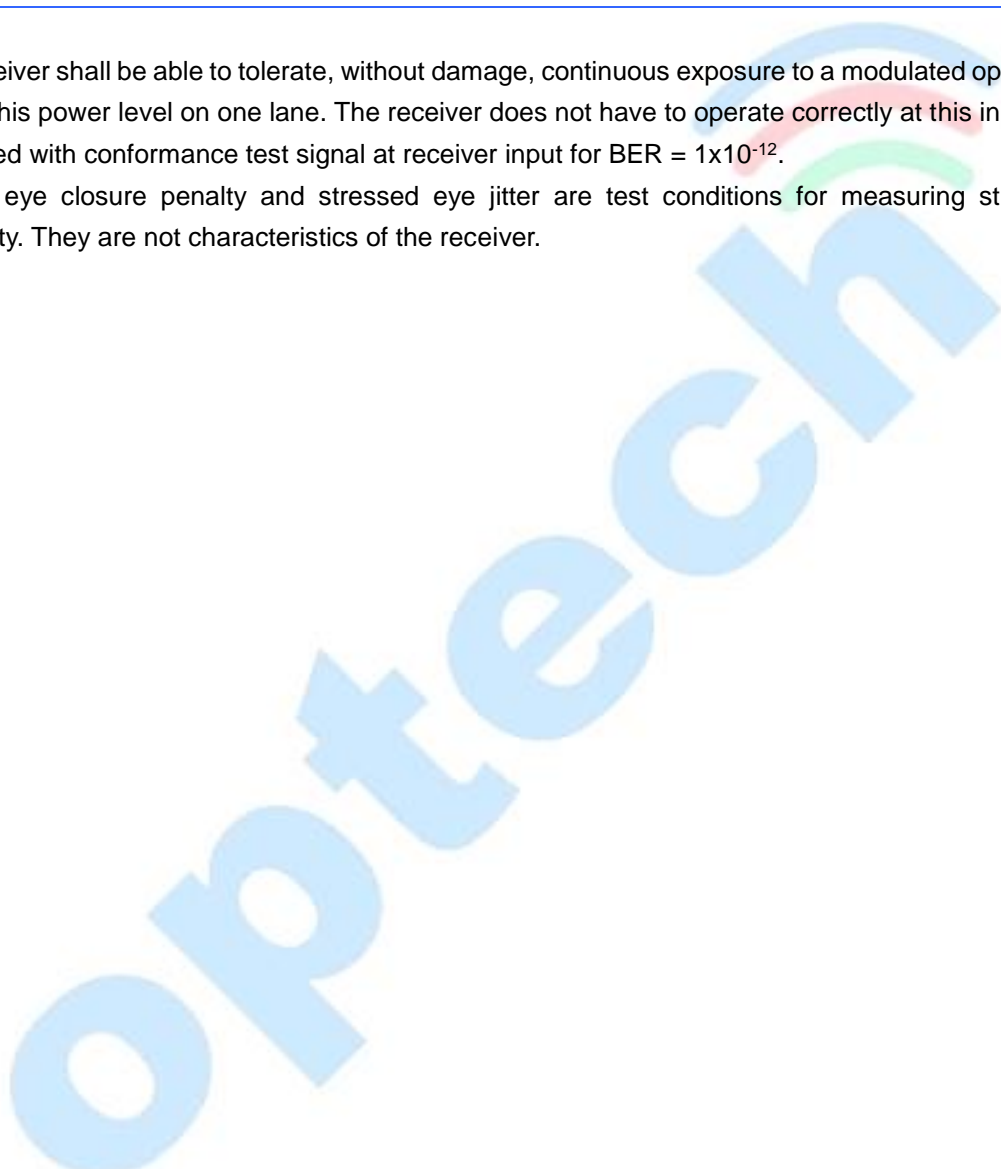 eiver shall be able to tolerate, without damage, continuous exposure to a modulated op
his power level on one lane. The receiver does not have to operate correctly at this in
ed with conformance test signal at receiver input for BER = 1x10⁻¹².
eye closure penalty and stressed eye jitter are test conditions for measuring st
ty. They are not characteristics of the receiver.
optech